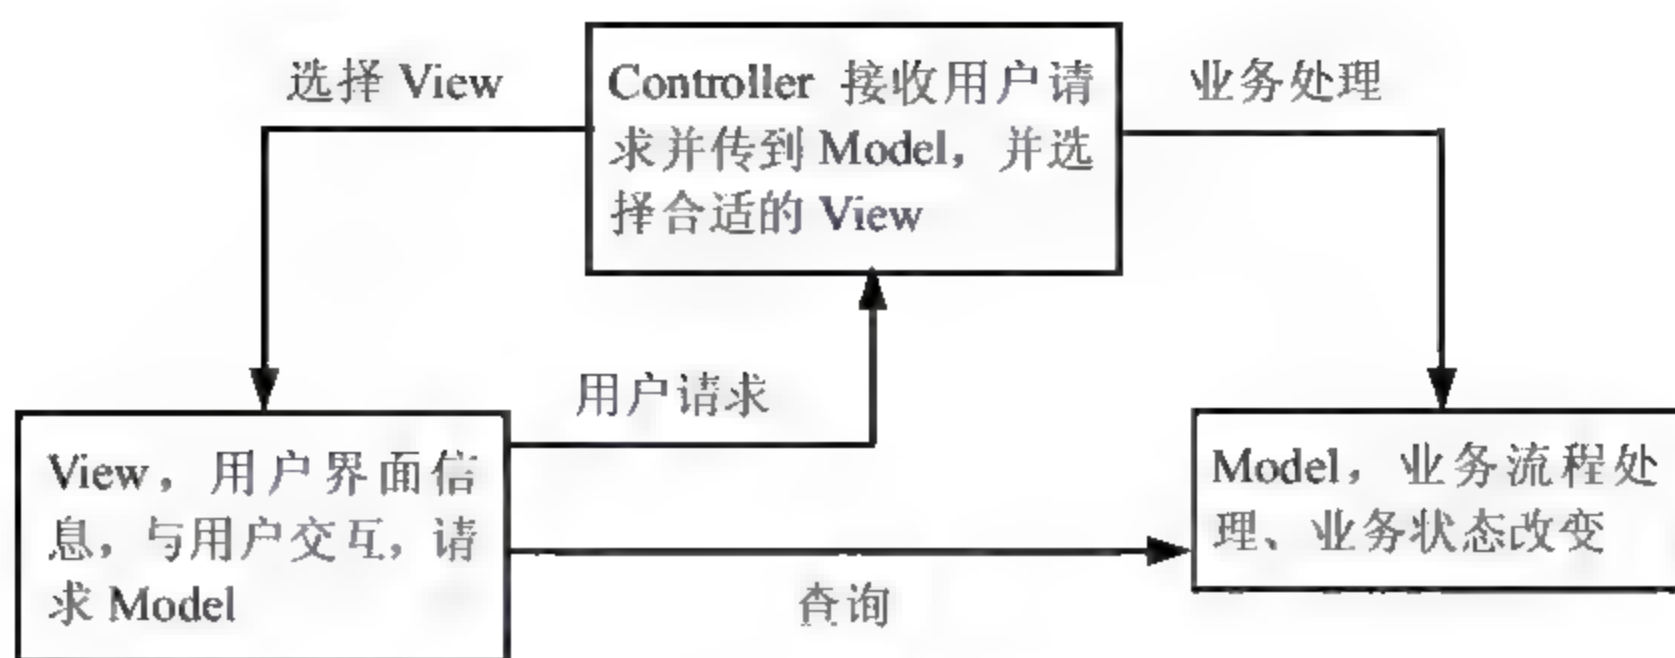 选择 View
Controller 接收用户请
求并传到 Model，并选
择合适的 View
业务处理
用户请求
View，用户界面信
息，与用户交互，请
求 Model
Model，业务流程处
理、业务状态改变
查询